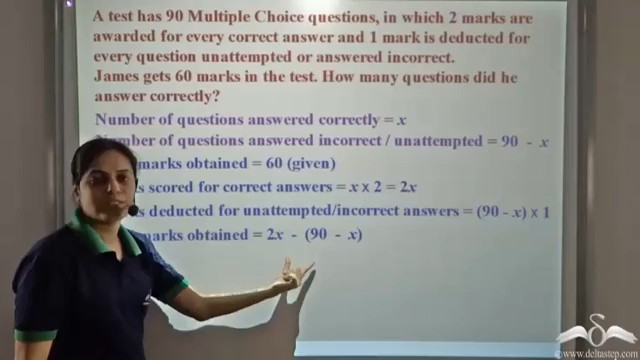 A test has 90 Multiple Choice questions, in which 2 marks are
awarded for every correct answer and 1 mark is deducted for
every question unattempted or answered incorrect.
James gets 60 marks in the test. How many questions did he
answer correctly?
Number of questions answered correctly = x
Number of questions answered incorrect / unattempted = 90 - x
marks obtained = 60 (given)
scored for correct answers = x x 2 = 2x
deducted for unattempted/incorrect answers = (90 - x) x 1
marks obtained = 2x - (90 - x)
© www.deltastep.com